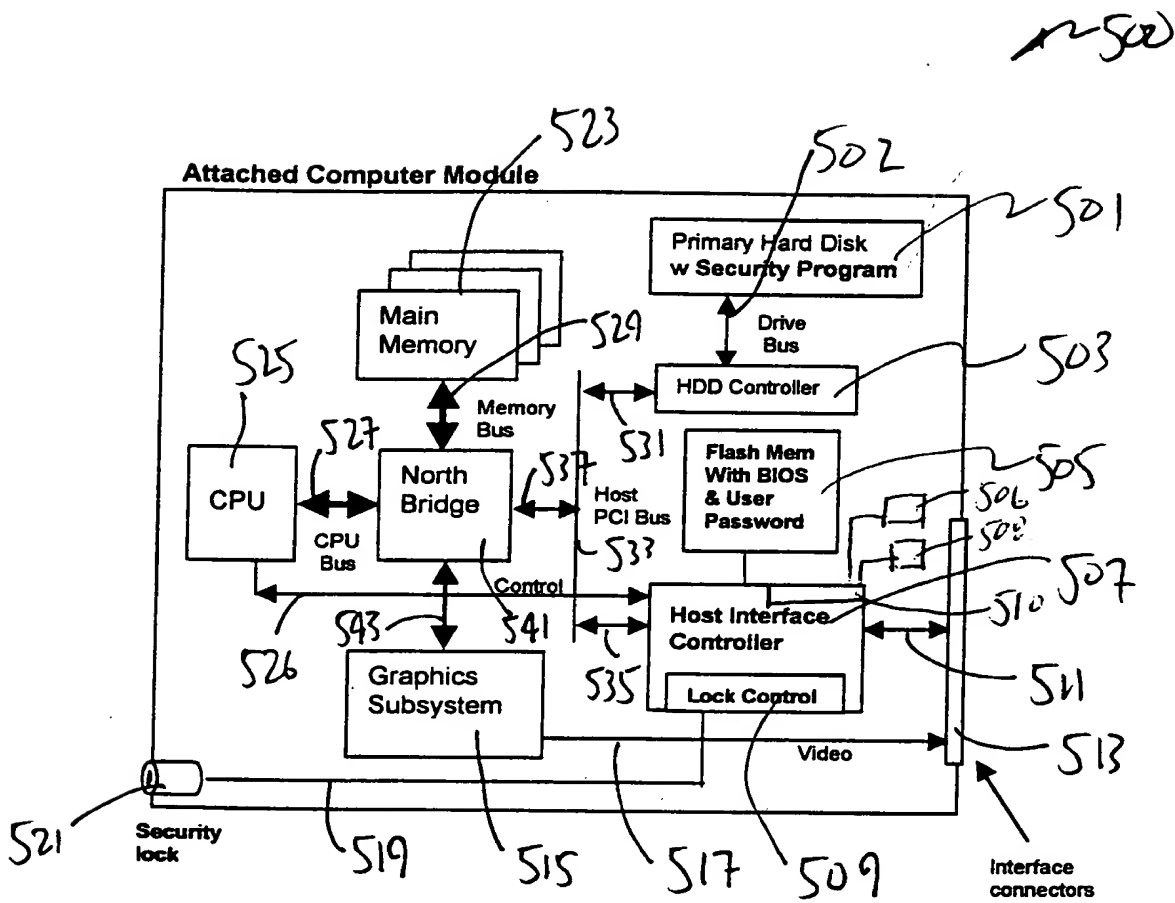 500
523
502
Attached Computer Module
501
Primary Hard Disk
w Security Program
Main
Memory
529
Drive
Bus
525
503
HDD Controller
Memory
Bus
531
527
Flash Mem
With BIOS
& User
Password
505
CPU
North
Bridge
537
Host
PCI Bus
506
CPU
Bus
533
508
Control
507
510
Host Interface
Controller
543
541
526
535
511
Graphics
Subsystem
Lock Control
513
Video
521
Security
lock
519
515
517
509
Interface
connectors